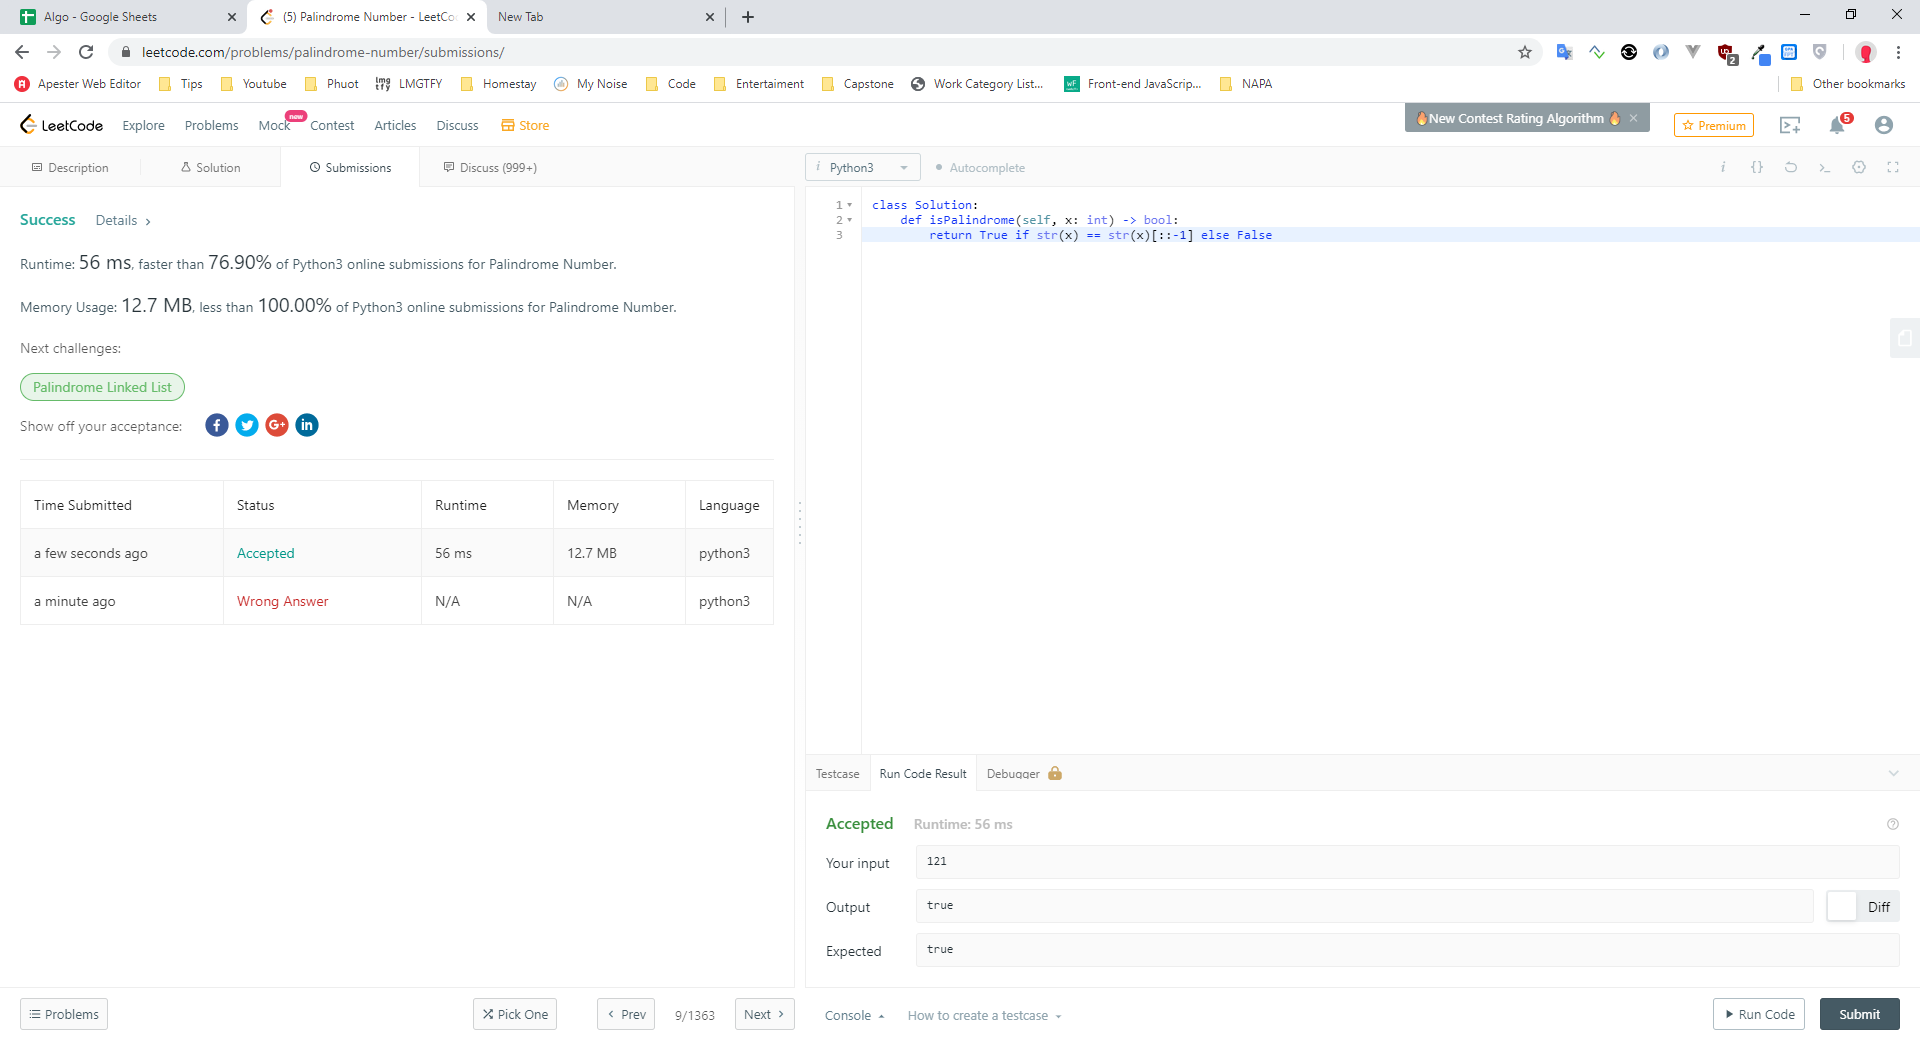 Algo - Google Sheets
(5) Palindrome Number - LeetCo
New Tab
leetcode.com/problems/palindrome-number/submissions/
2
Apester Web Editor
Tips
Youtube
Phuot
LMGTFY
Homestay
My Noise
Code
Entertaiment
Capstone
Work Category List...
Front-end JavaScrip...
NAPA
Other bookmarks
LeetCode
Explore
Problems
Mock
new
Contest
Articles
Discuss
Store
New Contest Rating Algorithm
Premium
5
Description
Solution
Submissions
Discuss (999+)
Python3
Autocomplete
Success
Details
Runtime: 56 ms, faster than 76.90% of Python3 online submissions for Palindrome Number.
Memory Usage: 12.7 MB, less than 100.00% of Python3 online submissions for Palindrome Number.
Next challenges:
Palindrome Linked List
Show off your acceptance:
Time Submitted Status Runtime Memory Language
a few seconds ago Accepted 56 ms 12.7 MB python3
a minute ago Wrong Answer N/A N/A python3
1 class Solution:
2 def isPalindrome(self, x: int) -> bool:
3 return True if str(x) == str(x)[::-1] else False
Testcase
Run Code Result
Debugger
Accepted Runtime: 56 ms
Your input 121
Output true
Diff
Expected true
Problems
Pick One
Prev
9/1363
Next
Console
How to create a testcase
Run Code
Submit